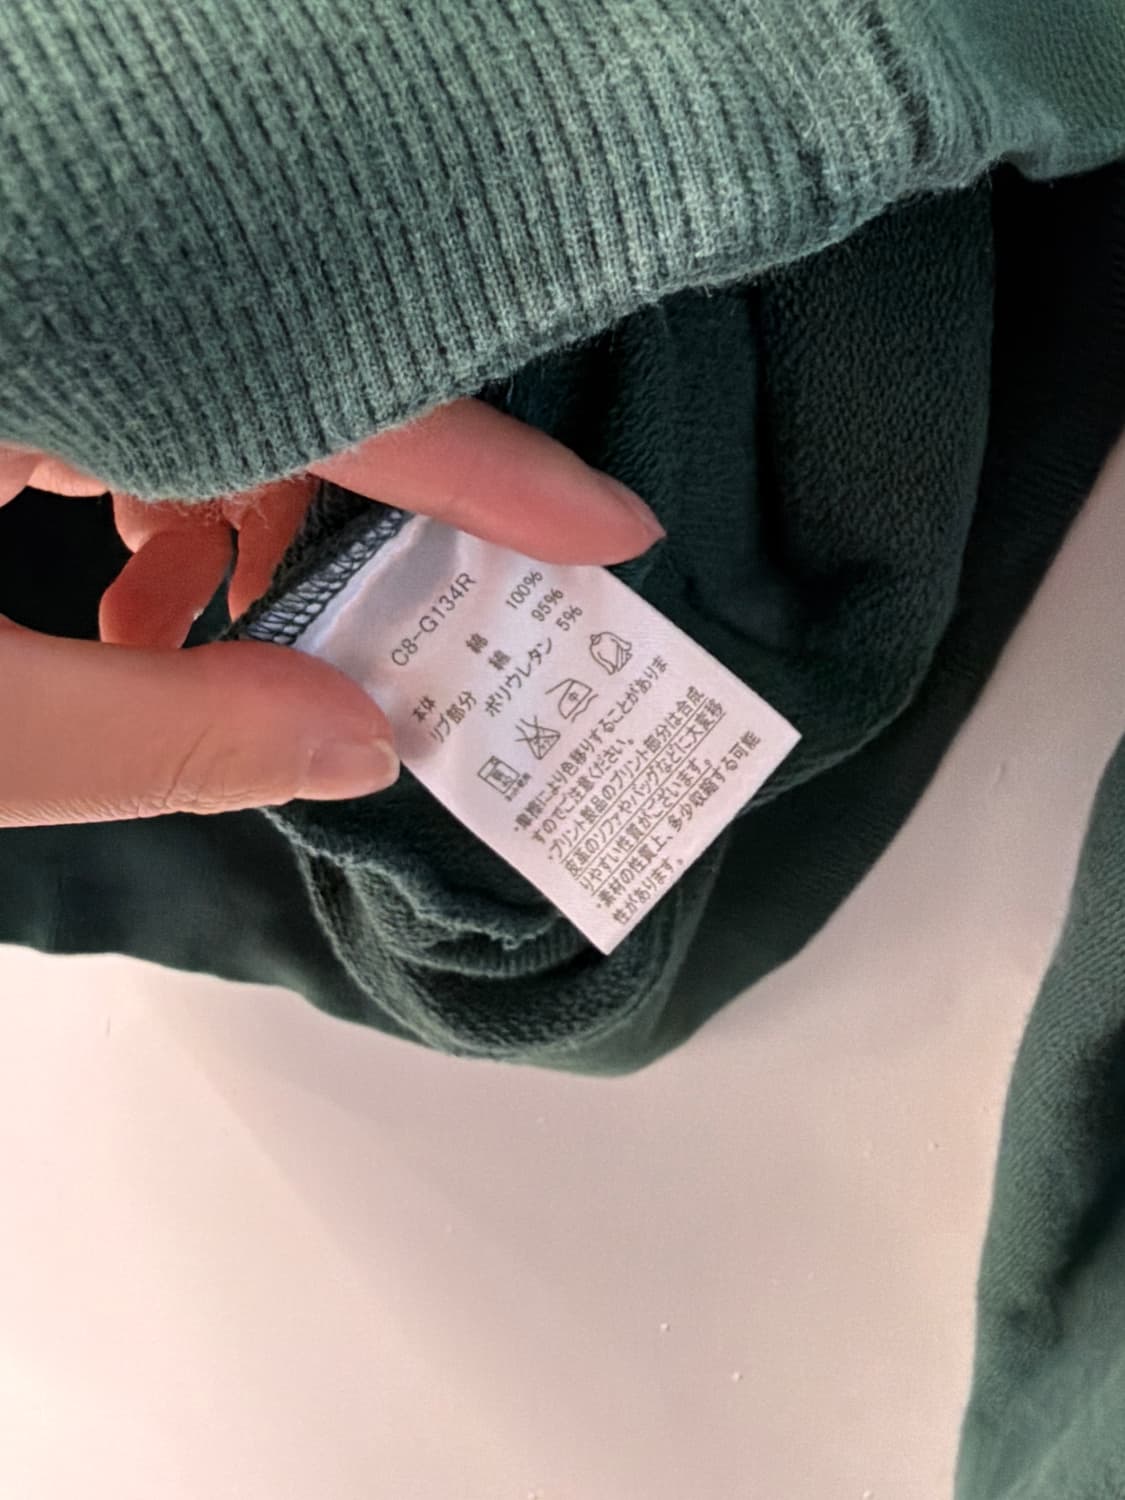 C8-G134R
本体 綿 100%
リブ部分 綿 95%
ポリウレタン 5%
・摩擦により色移りすることがありま
すのでご注意ください。
・プリント製品のプリント部分は合成
皮革のソファやバッグなどに大変移
りやすい性質がございます。
・素材の性質上、多少収縮する可能
性があります。